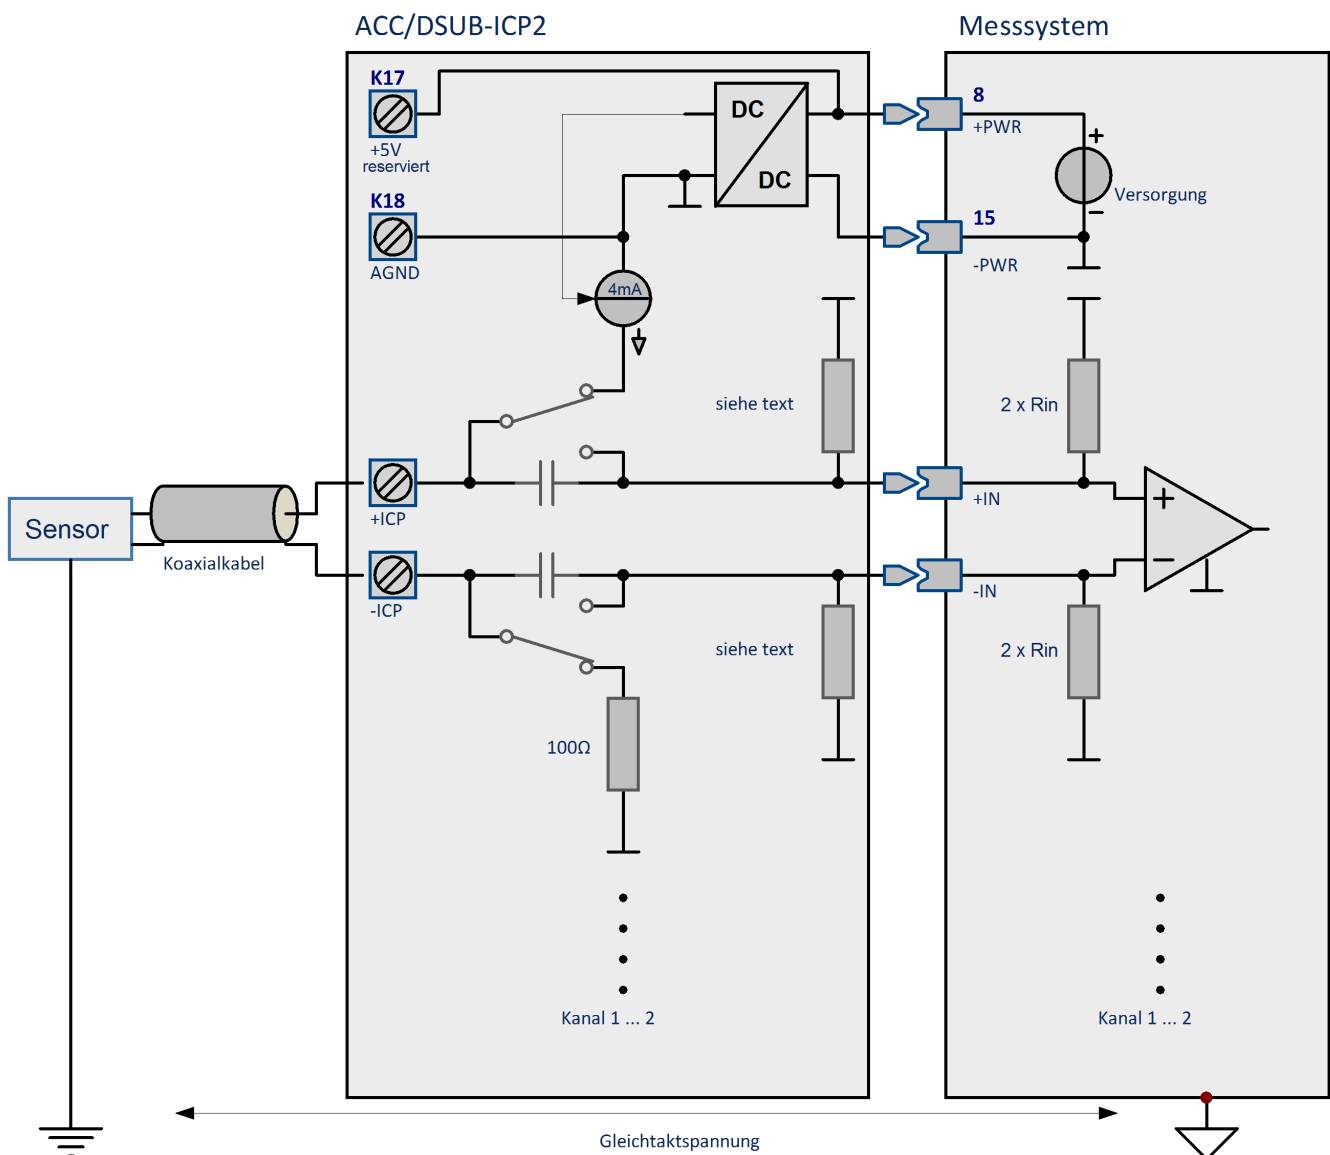 ACC/DSUB-ICP2
Messsystem
K17
+5V
reserviert
DC
DC
8
+PWR
+
Versorgung
–
K18
AGND
15
-PWR
4mA
siehe text
2 x Rin
+ICP
+IN
+
Sensor
Koaxialkabel
-ICP
-IN
–
siehe text
2 x Rin
100Ω
Kanal 1 ... 2
Kanal 1 ... 2
Gleichtaktspannung